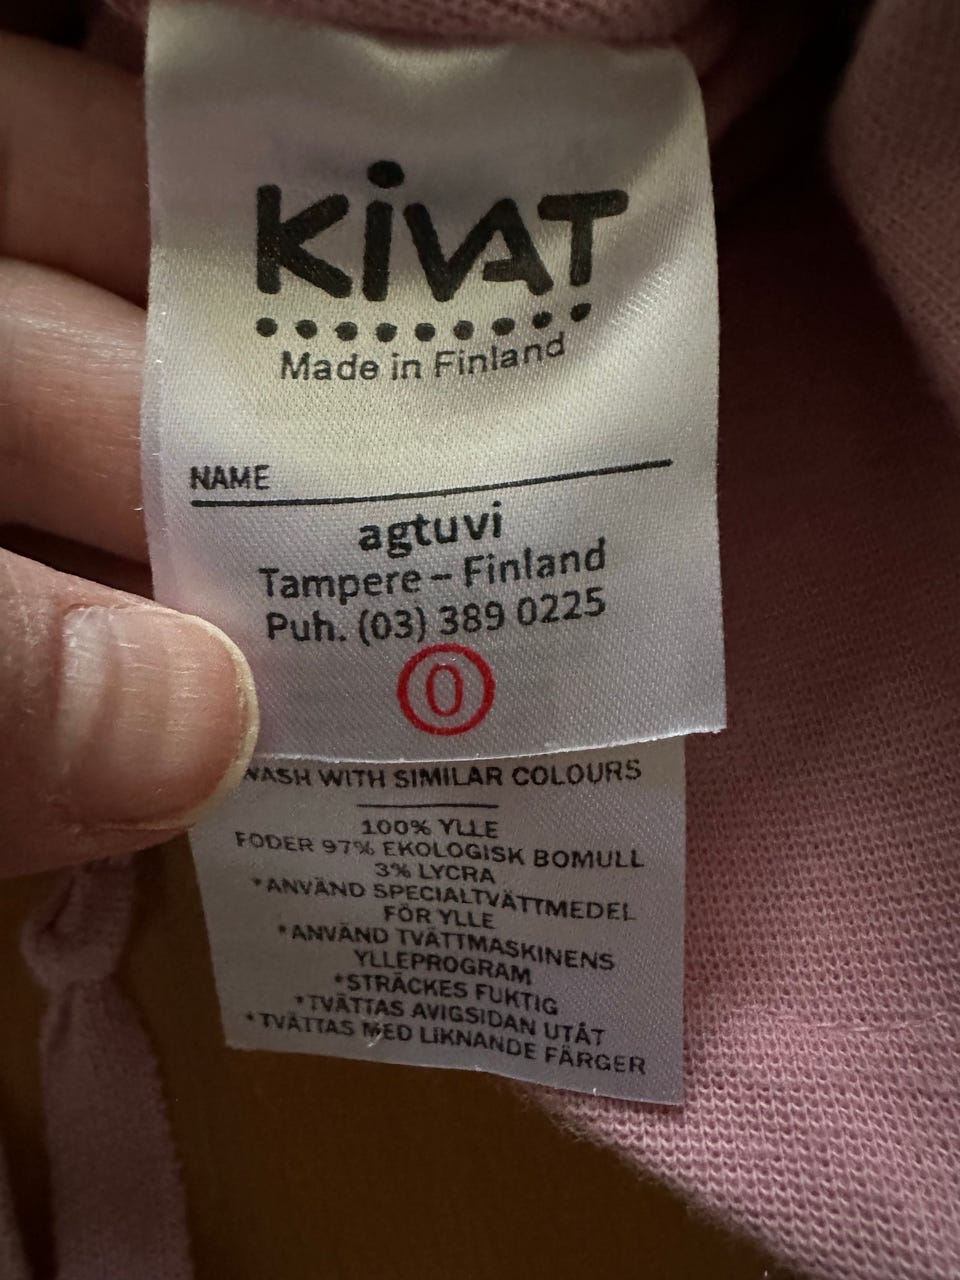 KiVAT
Made in Finland
NAME
agtuvi
Tampere – Finland
Puh. (03) 389 0225
0
WASH WITH SIMILAR COLOURS
100% YLLE
FODER 97% EKOLOGISK BOMULL
3% LYCRA
*ANVÄND SPECIALTVÄTTMEDEL
FÖR YLLE
*ANVÄND TVÄTTMASKINENS
YLLEPROGRAM
*STRÄCKES FUKTIG
*TVÄTTAS AVIGSIDAN UTÅT
*TVÄTTAS MED LIKNANDE FÄRGER